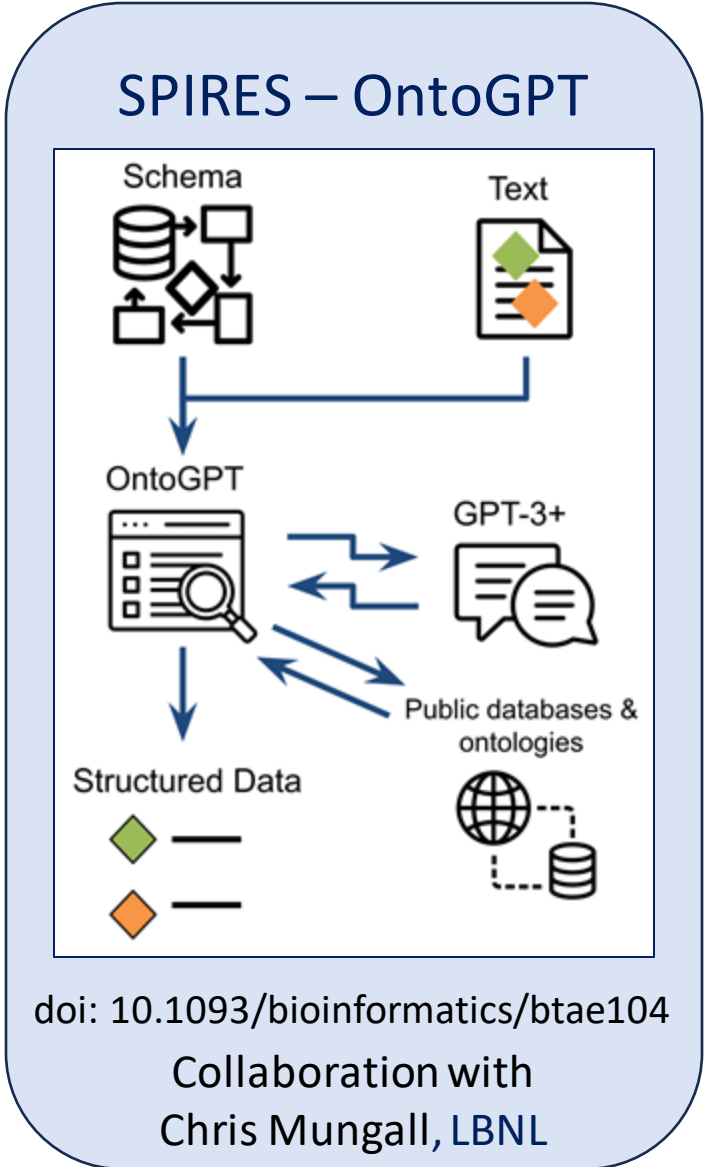 SPIRES – OntoGPT
Schema
Text
OntoGPT
GPT-3+
Public databases &
ontologies
Structured Data
doi: 10.1093/bioinformatics/btae104
Collaboration with
Chris Mungall, LBNL